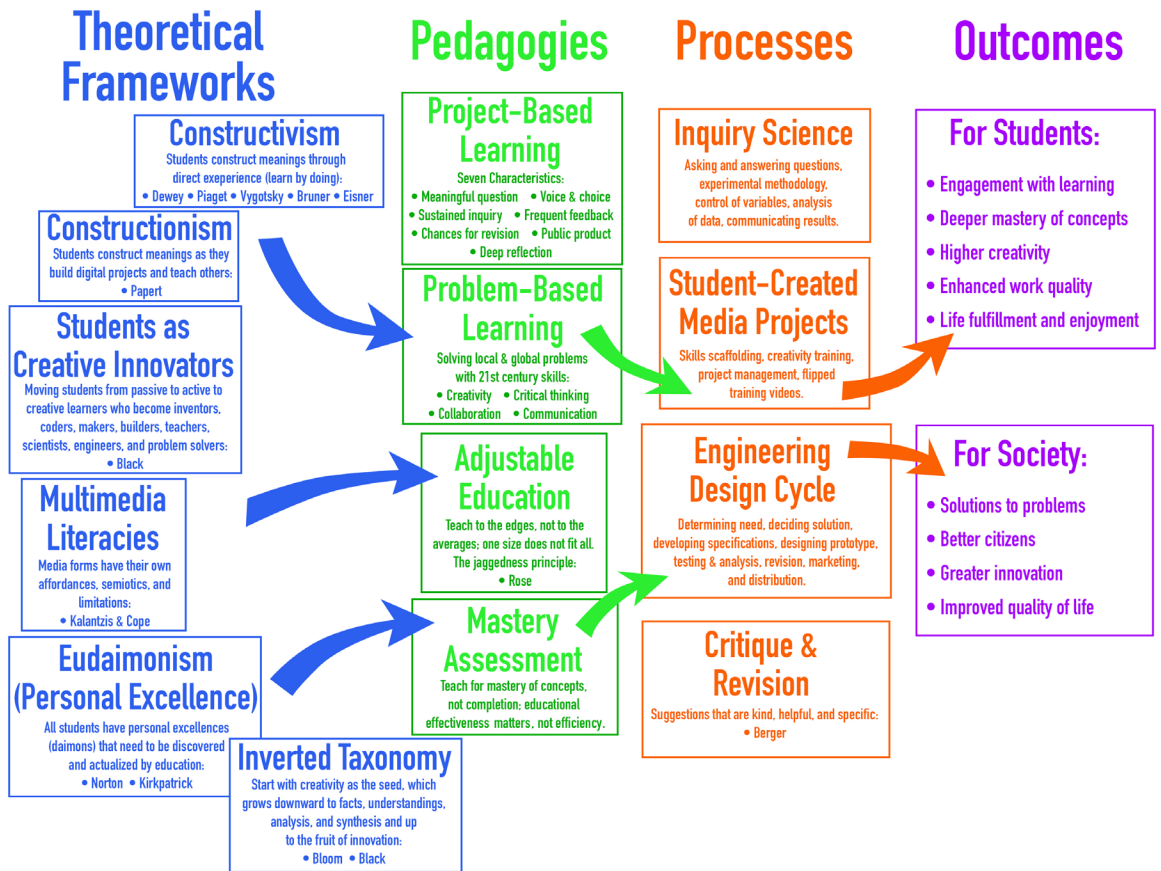 Theoretical
Frameworks
Constructivism
Students construct meanings through
direct exeperience (learn by doing):
• Dewey • Piaget • Vygotsky • Bruner • Eisner
Constructionism
Students construct meanings as they
build digital projects and teach others:
• Papert
Students as
Creative Innovators
Moving students from passive to active to
creative learners who become inventors,
coders, makers, builders, teachers,
scientists, engineers, and problem solvers:
• Black
Multimedia
Literacies
Media forms have their own
affordances, semiotics, and
limitations:
• Kalantzis & Cope
Eudaimonism
(Personal Excellence)
All students have personal excellences
(daimons) that need to be discovered
and actualized by education:
• Norton • Kirkpatrick
Inverted Taxonomy
Start with creativity as the seed, which
grows downward to facts, understandings,
analysis, and synthesis and up
to the fruit of innovation:
• Bloom • Black
Pedagogies
Project-Based
Learning
Seven Characteristics:
• Meaningful question • Voice & choice
• Sustained inquiry • Frequent feedback
• Chances for revision • Public product
• Deep reflection
Problem-Based
Learning
Solving local & global problems
with 21st century skills:
• Creativity • Critical thinking
• Collaboration • Communication
Adjustable
Education
Teach to the edges, not to the
averages; one size does not fit all.
The jaggedness principle:
• Rose
Mastery
Assessment
Teach for mastery of concepts,
not completion; educational
effectiveness matters, not efficiency.
Processes
Inquiry Science
Asking and answering questions,
experimental methodology,
control of variables, analysis
of data, communicating results.
Student-Created
Media Projects
Skills scaffolding, creativity training,
project management, flipped
training videos.
Engineering
Design Cycle
Determining need, deciding solution,
developing specifications, designing prototype,
testing & analysis, revision, marketing,
and distribution.
Critique &
Revision
Suggestions that are kind, helpful, and specific:
• Berger
Outcomes
For Students:
• Engagement with learning
• Deeper mastery of concepts
• Higher creativity
• Enhanced work quality
• Life fulfillment and enjoyment
For Society:
• Solutions to problems
• Better citizens
• Greater innovation
• Improved quality of life